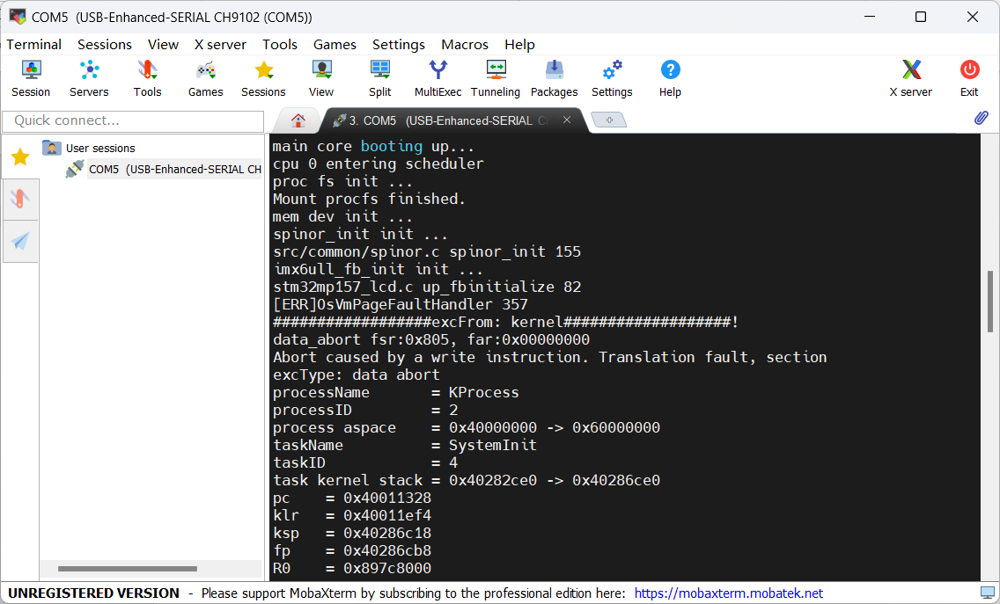 COM5 (USB-Enhanced-SERIAL CH9102 (COM5))
Terminal Sessions View X server Tools Games Settings Macros Help
Session Servers Tools Games Sessions View Split MultiExec Tunneling Packages Settings Help X server Exit
Quick connect...
3. COM5 (USB-Enhanced-SERIAL C
User sessions
COM5 (USB-Enhanced-SERIAL CH
main core booting up...
cpu 0 entering scheduler
proc fs init ...
Mount procfs finished.
mem dev init ...
spinor_init init ...
src/common/spinor.c spinor_init 155
imx6ull_fb_init init ...
stm32mp157_lcd.c up_fbinitialize 82
[ERR]OsVmPageFaultHandler 357
##################excFrom: kernel###################!
data_abort fsr:0x805, far:0x00000000
Abort caused by a write instruction. Translation fault, section
excType: data abort
processName = KProcess
processID = 2
process aspace = 0x40000000 -> 0x60000000
taskName = SystemInit
taskID = 4
task kernel stack = 0x40282ce0 -> 0x40286ce0
pc = 0x40011328
klr = 0x40011ef4
ksp = 0x40286c18
fp = 0x40286cb8
R0 = 0x897c8000
UNREGISTERED VERSION - Please support MobaXterm by subscribing to the professional edition here: https://mobaxterm.mobatek.net